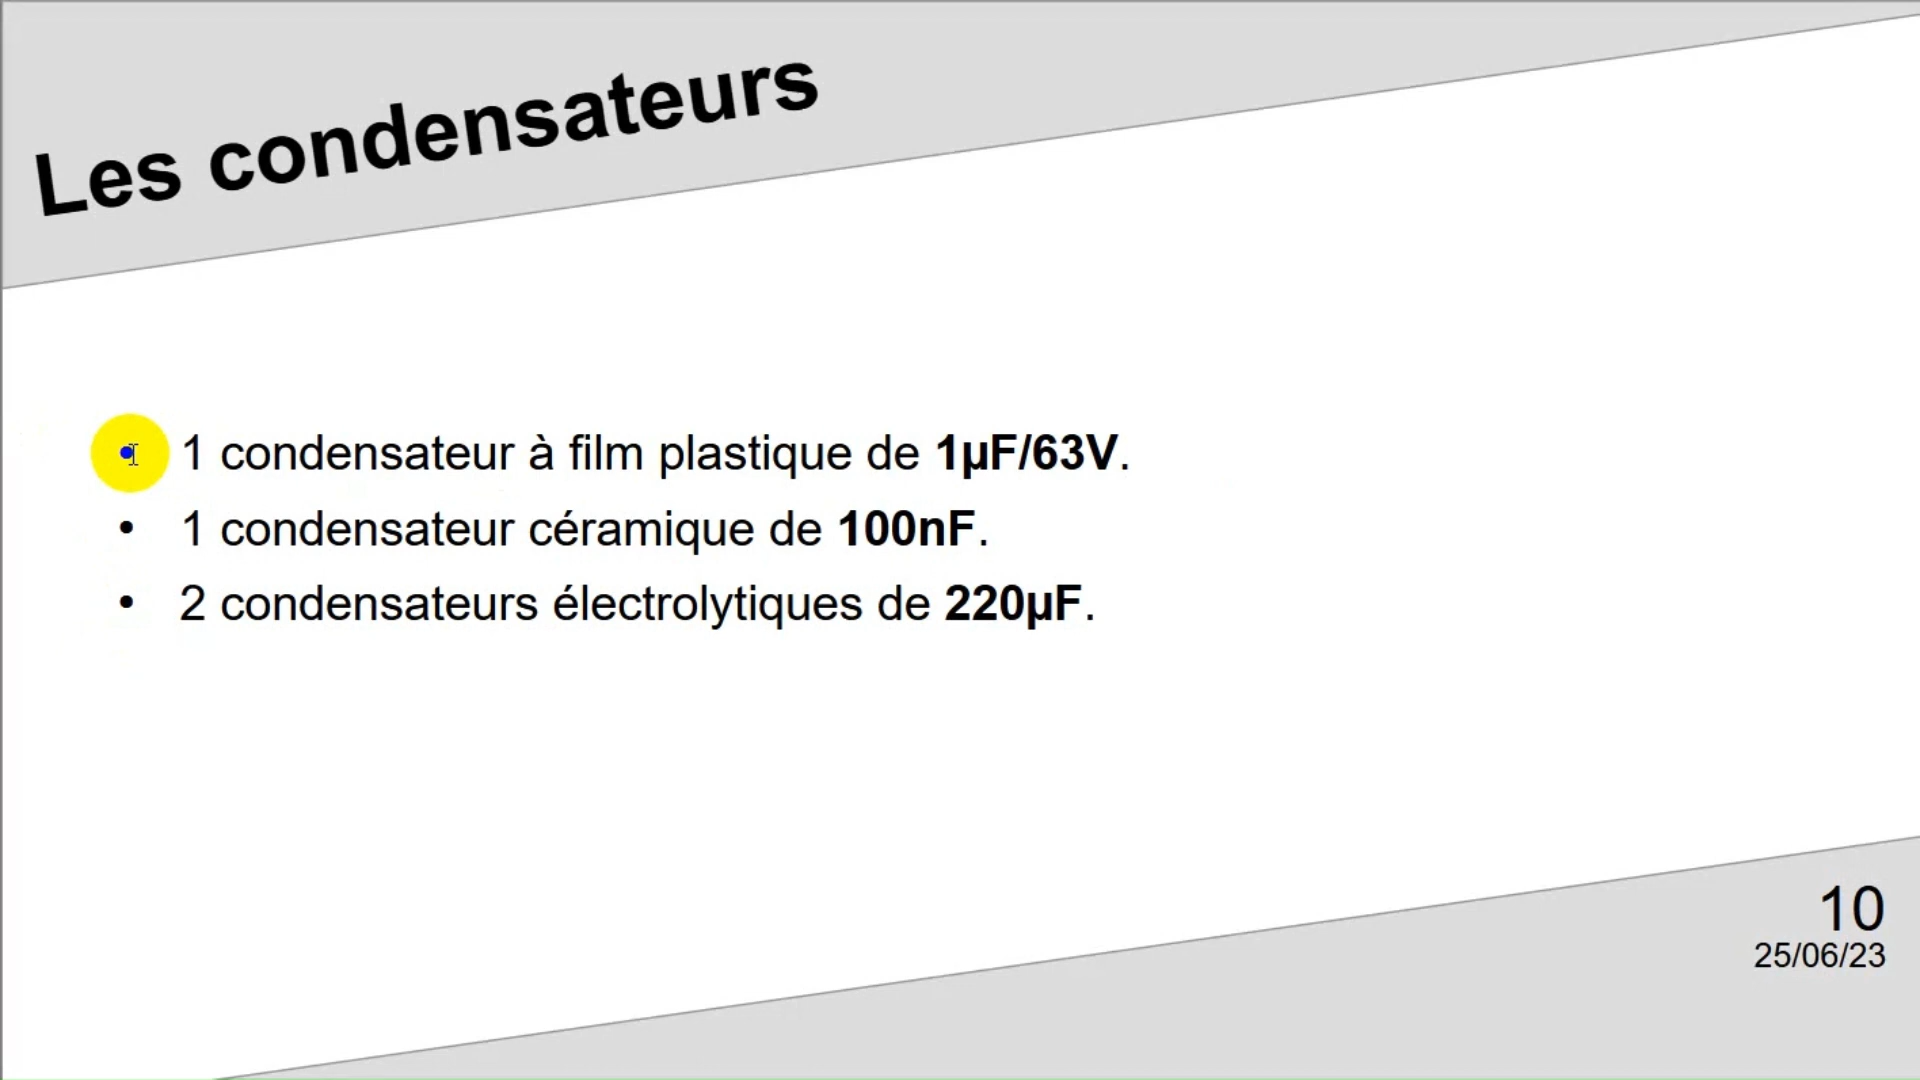 Les condensateurs
• 1 condensateur à film plastique de 1µF/63V.
• 1 condensateur céramique de 100nF.
• 2 condensateurs électrolytiques de 220µF.
10
25/06/23